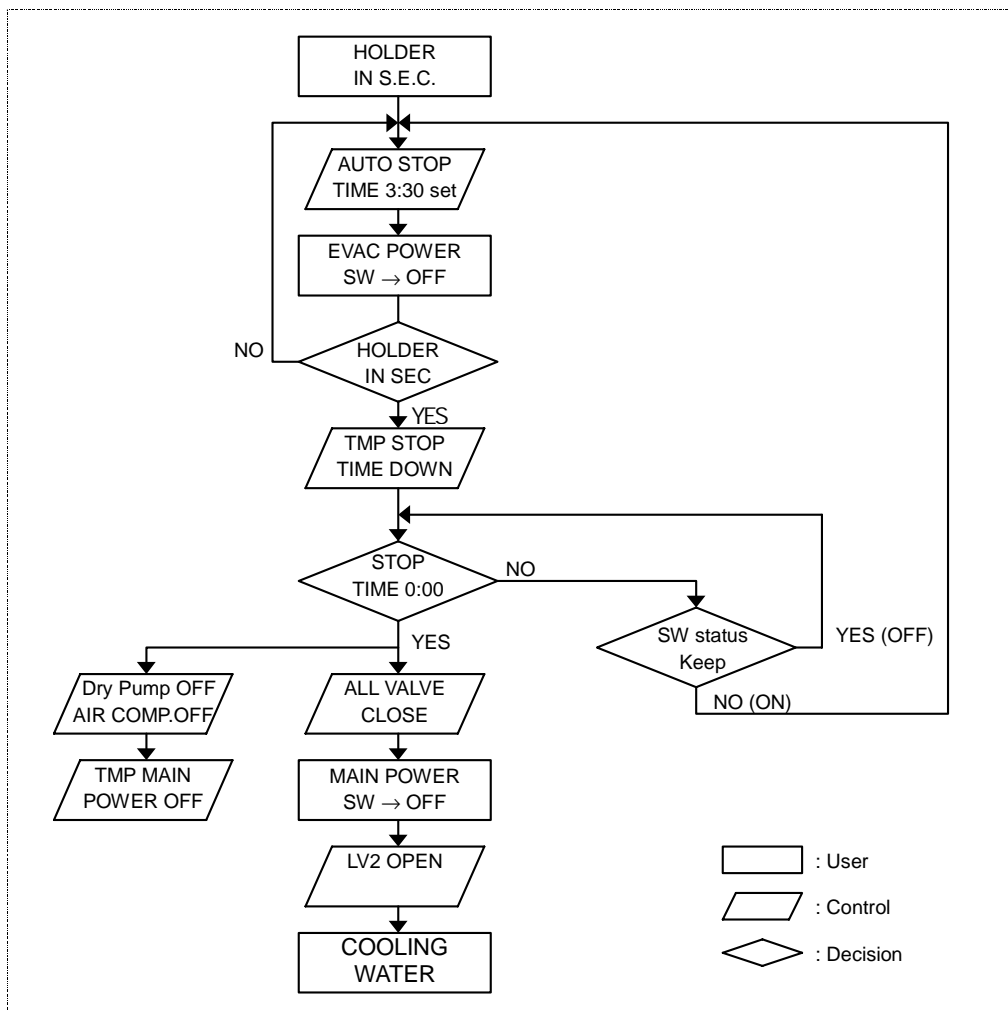 HOLDER
IN S.E.C.
AUTO STOP
TIME 3:30 set
EVAC POWER
SW → OFF
NO
HOLDER
IN SEC
YES
TMP STOP
TIME DOWN
STOP
TIME 0:00
NO
SW status
Keep
YES (OFF)
NO (ON)
YES
Dry Pump OFF
AIR COMP.OFF
TMP MAIN
POWER OFF
ALL VALVE
CLOSE
MAIN POWER
SW → OFF
LV2 OPEN
COOLING
WATER
: User
: Control
: Decision